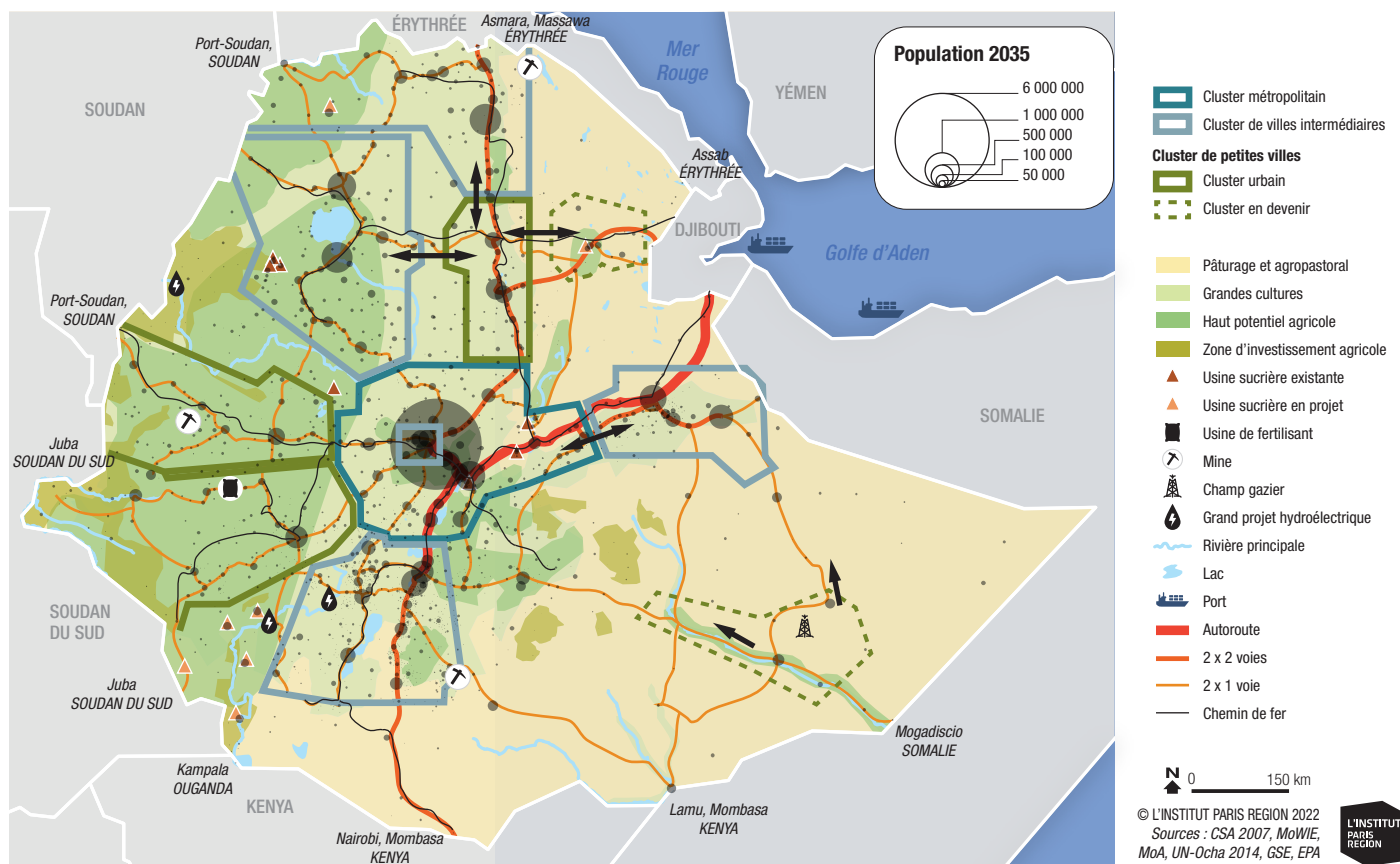 ÉRYTHRÉE
Asmara, Massawa
ÉRYTHRÉE
Port-Soudan,
SOUDAN
Mer
Rouge
YÉMEN
SOUDAN
Assab
ÉRYTHRÉE
DJIBOUTI
Golfe d'Aden
Port-Soudan,
SOUDAN
SOMALIE
Juba
SOUDAN DU SUD
SOUDAN
DU SUD
Juba
SOUDAN DU SUD
Mogadiscio
SOMALIE
Kampala
OUGANDA
KENYA
Lamu, Mombasa
KENYA
Nairobi, Mombasa
KENYA
Population 2035
6 000 000
1 000 000
500 000
100 000
50 000
Cluster métropolitain
Cluster de villes intermédiaires
Cluster de petites villes
Cluster urbain
Cluster en devenir
Pâturage et agropastoral
Grandes cultures
Haut potentiel agricole
Zone d'investissement agricole
Usine sucrière existante
Usine sucrière en projet
Usine de fertilisant
Mine
Champ gazier
Grand projet hydroélectrique
Rivière principale
Lac
Port
Autoroute
2 x 2 voies
2 x 1 voie
Chemin de fer
N
0 150 km
© L'INSTITUT PARIS REGION 2022
Sources : CSA 2007, MoWIE,
MoA, UN-Ocha 2014, GSE, EPA
L'INSTITUT
PARIS
REGION